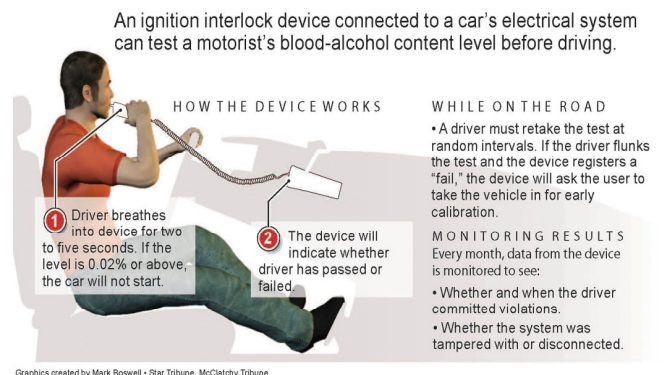 An ignition interlock device connected to a car's electrical system
can test a motorist's blood-alcohol content level before driving.
HOW THE DEVICE WORKS
1 Driver breathes
into device for two
to five seconds. If the
level is 0.02% or above,
the car will not start.
2 The device will
indicate whether
driver has passed or
failed.
WHILE ON THE ROAD
• A driver must retake the test at
random intervals. If the driver flunks
the test and the device registers a
“fail,” the device will ask the user to
take the vehicle in for early
calibration.
MONITORING RESULTS
Every month, data from the device
is monitored to see:
• Whether and when the driver
committed violations.
• Whether the system was
tampered with or disconnected.
Graphics created by Mark Boswell • Star Tribune, McClatchy Tribune